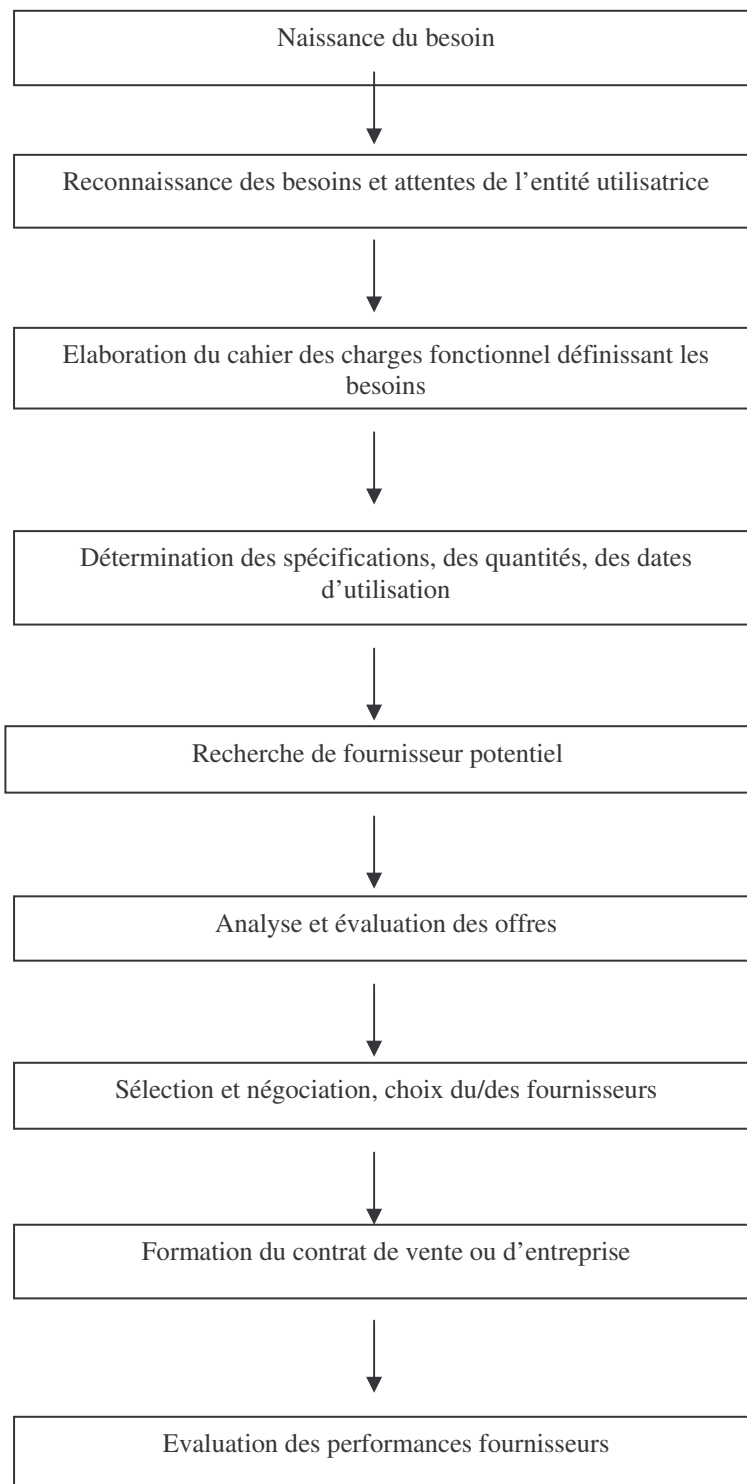 Naissance du besoin
Reconnaissance des besoins et attentes de l’entité utilisatrice
Elaboration du cahier des charges fonctionnel définissant les
besoins
Détermination des spécifications, des quantités, des dates
d’utilisation
Recherche de fournisseur potentiel
Analyse et évaluation des offres
Sélection et négociation, choix du/des fournisseurs
Formation du contrat de vente ou d’entreprise
Evaluation des performances fournisseurs